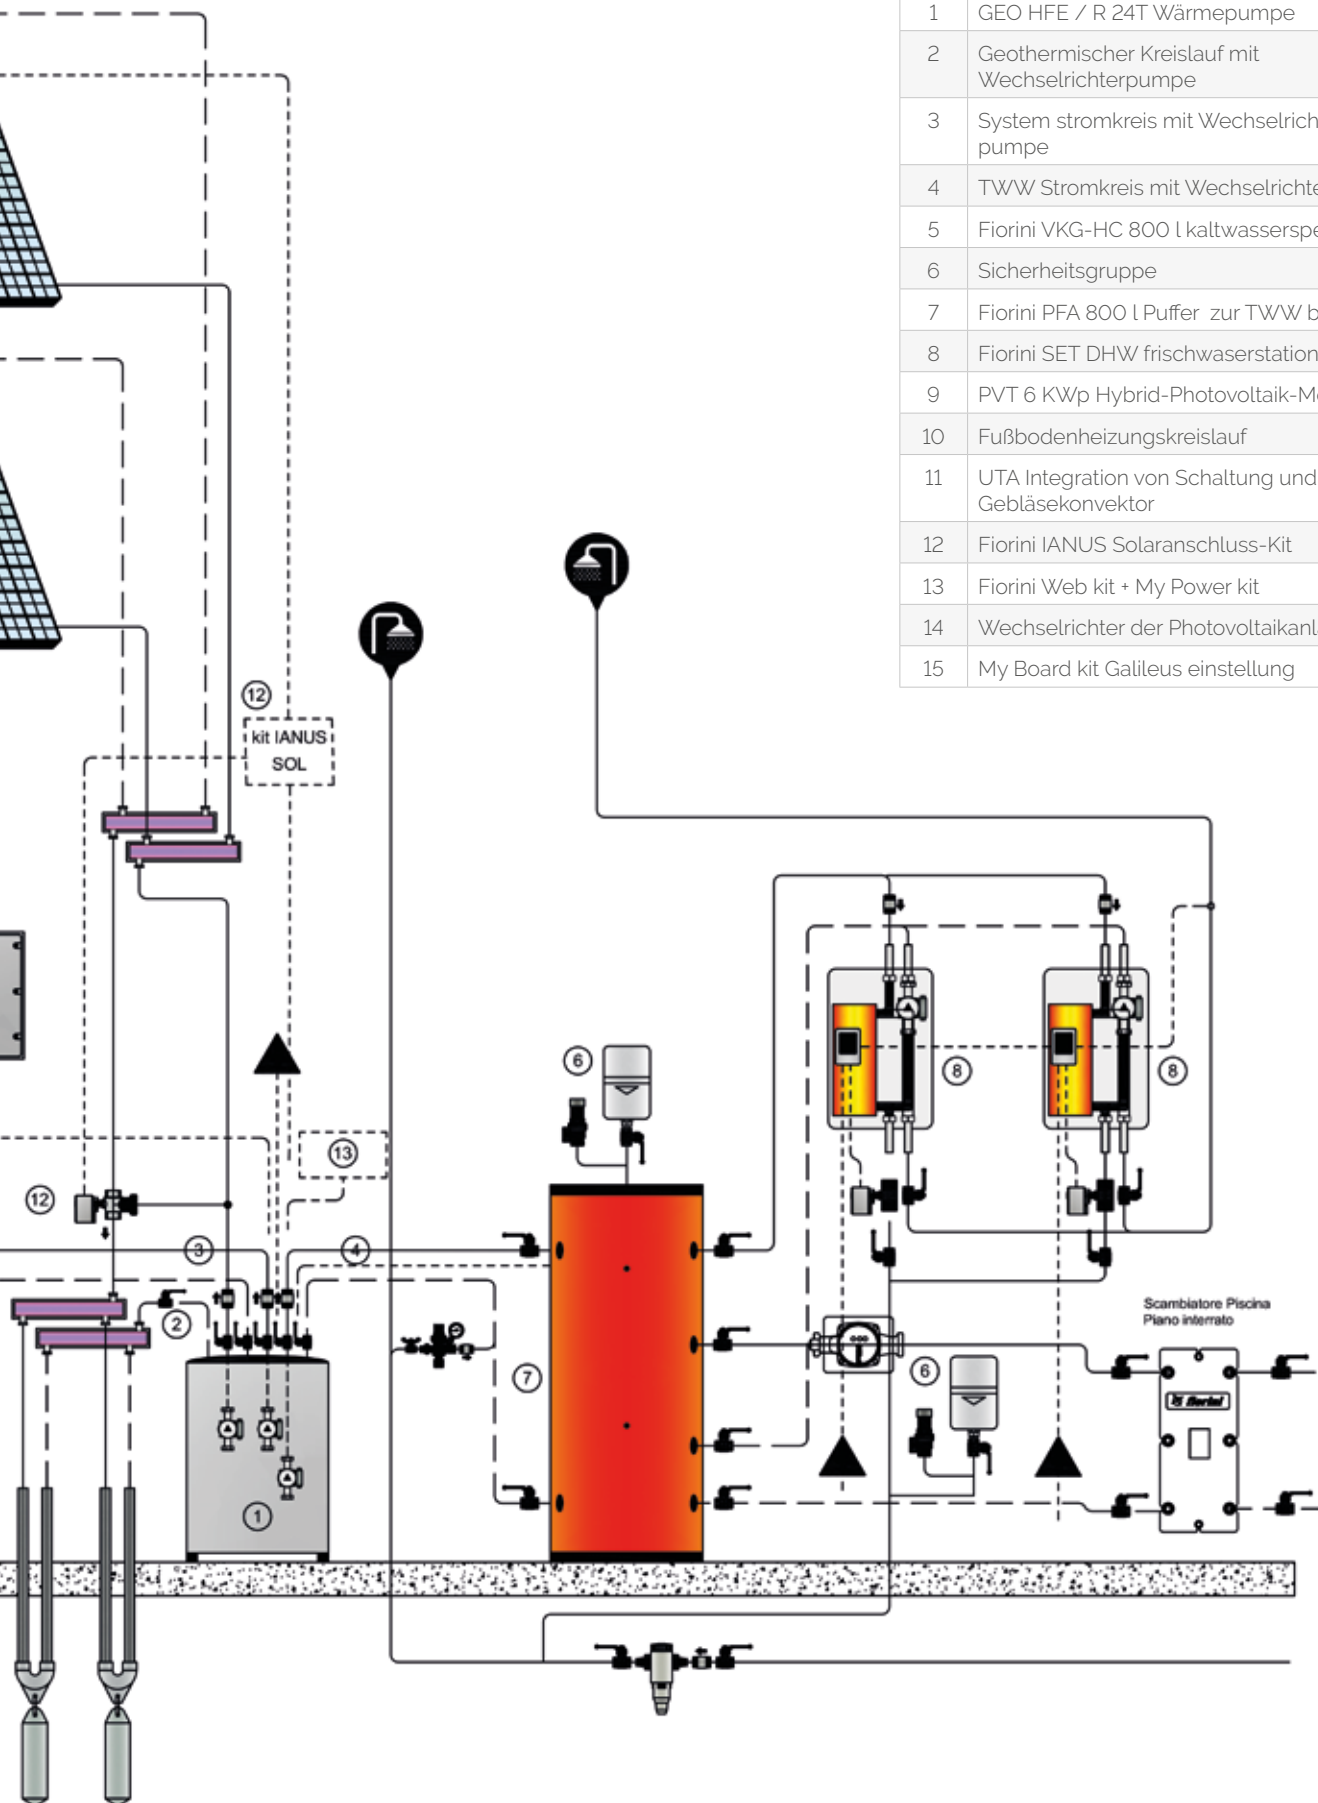 1 GEO HFE / R 24T Wärmepumpe
2 Geothermischer Kreislauf mit
Wechselrichterpumpe
3 System stromkreis mit Wechselrich
pumpe
4 TWW Stromkreis mit Wechselrichte
5 Fiorini VKG-HC 800 l kaltwasserspe
6 Sicherheitsgruppe
7 Fiorini PFA 800 l Puffer zur TWW b
8 Fiorini SET DHW frischwaserstation
9 PVT 6 KWp Hybrid-Photovoltaik-M
10 Fußbodenheizungskreislauf
11 UTA Integration von Schaltung und
Gebläsekonvektor
12 Fiorini IANUS Solaranschluss-Kit
13 Fiorini Web kit + My Power kit
14 Wechselrichter der Photovoltaikanl
15 My Board kit Galileus einstellung
12
kit IANUS
SOL
6
8
8
13
12
3
4
2
Scambiatore Piscina
Piano interrato
7
6
1